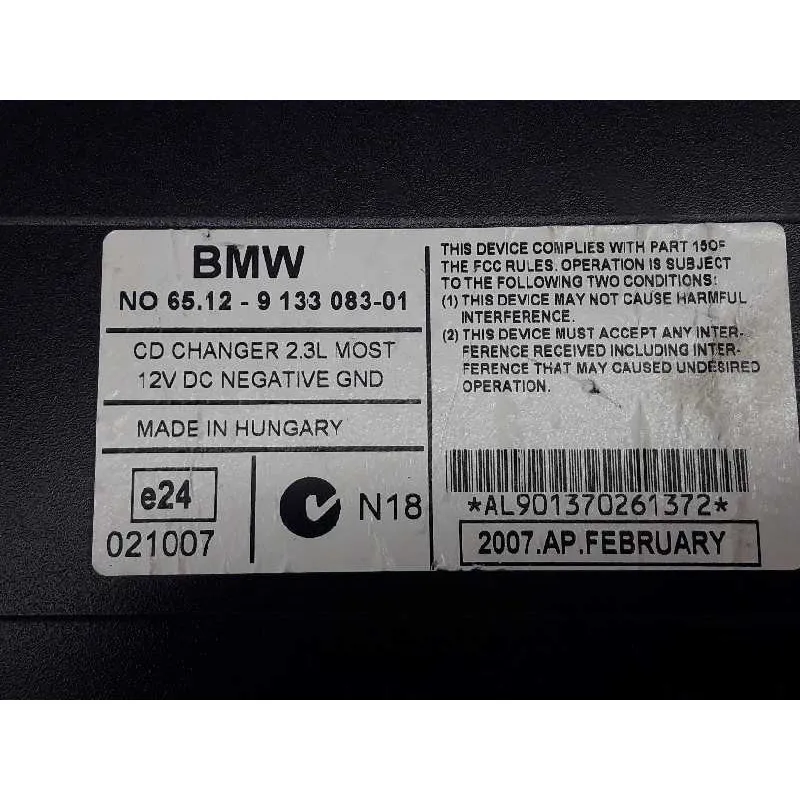 BMW
NO 65.12 - 9 133 083-01
CD CHANGER 2.3L MOST
12V DC NEGATIVE GND
MADE IN HUNGARY
e24
021007
N18
THIS DEVICE COMPLIES WITH PART 15OF
THE FCC RULES. OPERATION IS SUBJECT
TO THE FOLLOWING TWO CONDITIONS:
(1) THIS DEVICE MAY NOT CAUSE HARMFUL
INTERFERENCE.
(2) THIS DEVICE MUST ACCEPT ANY INTER-
FERENCE RECEIVED INCLUDING INTER-
FERENCE THAT MAY CAUSED UNDESIRED
OPERATION.
*AL901370261372*
2007.AP.FEBRUARY